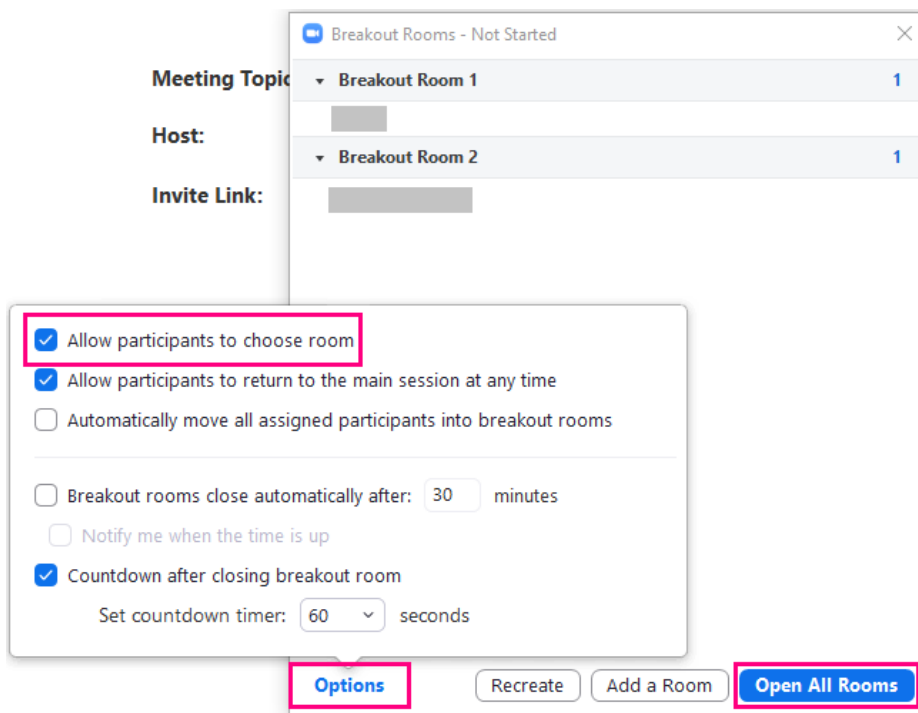 Breakout Rooms - Not Started
Meeting Topic
Breakout Room 1 1
Host:
Breakout Room 2 1
Invite Link:
Allow participants to choose room
Allow participants to return to the main session at any time
Automatically move all assigned participants into breakout rooms
Breakout rooms close automatically after: 30 minutes
Notify me when the time is up
Countdown after closing breakout room
Set countdown timer: 60 seconds
Options Recreate Add a Room Open All Rooms